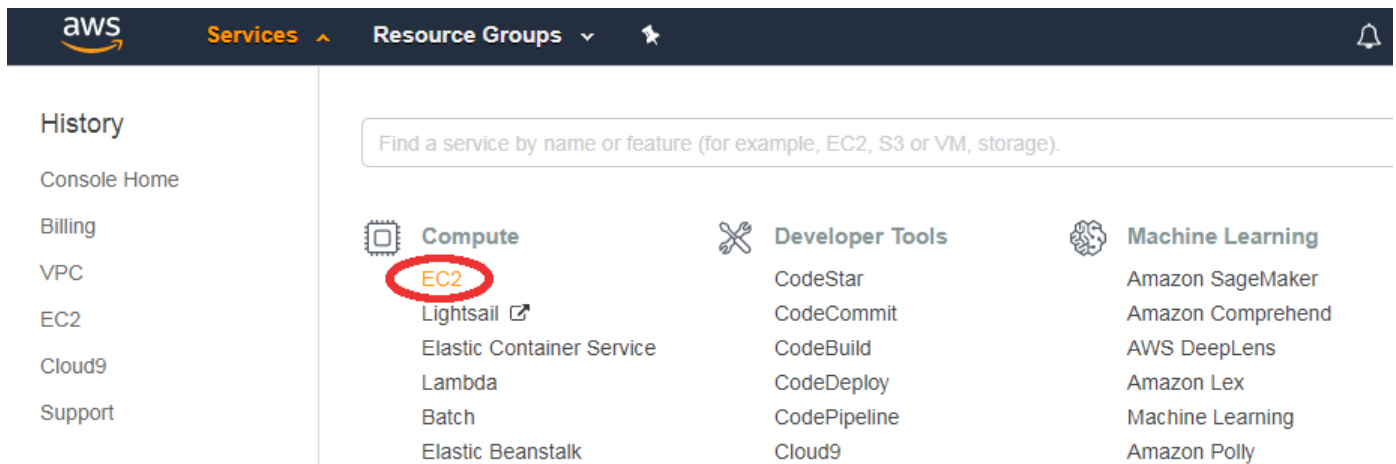 aws
Services
Resource Groups
History
Console Home
Billing
VPC
EC2
Cloud9
Support
Find a service by name or feature (for example, EC2, S3 or VM, storage).
Compute
EC2
Lightsail
Elastic Container Service
Lambda
Batch
Elastic Beanstalk
Developer Tools
CodeStar
CodeCommit
CodeBuild
CodeDeploy
CodePipeline
Cloud9
Machine Learning
Amazon SageMaker
Amazon Comprehend
AWS DeepLens
Amazon Lex
Machine Learning
Amazon Polly